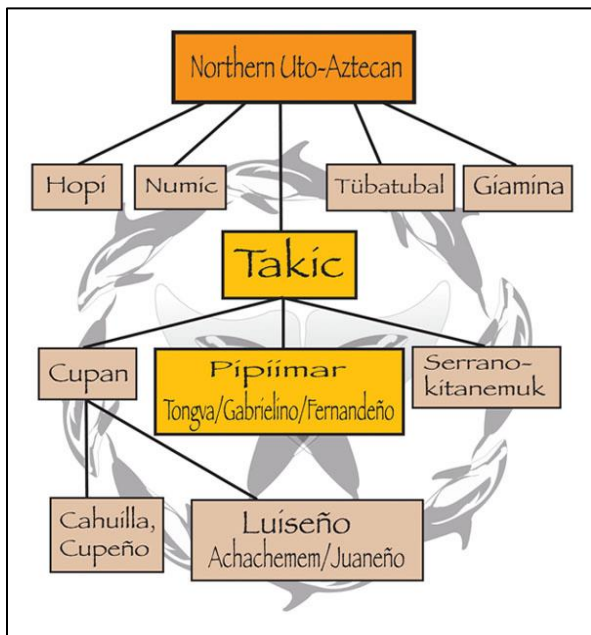 Northern Uto-Aztecan
Hopi
Numic
Tübatubal
Giamina
Takic
Cupan
Pipiimar
Tongva/Gabrielino/Fernandeño
Serrano-
kitanemuk
Cahuilla,
Cupeño
Luiseño
Achachemem/Juaneño